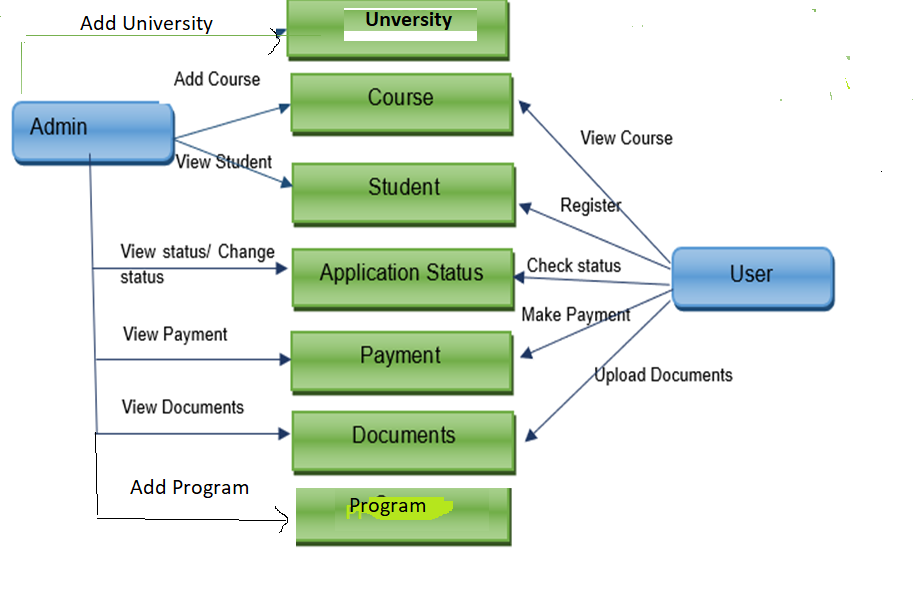 Add University
Unversity
Add Course
Course
Admin
View Course
View Student
Student
Register
View status/ Change
status
Application Status
Check status
User
Make Payment
View Payment
Payment
Upload Documents
View Documents
Documents
Add Program
Program